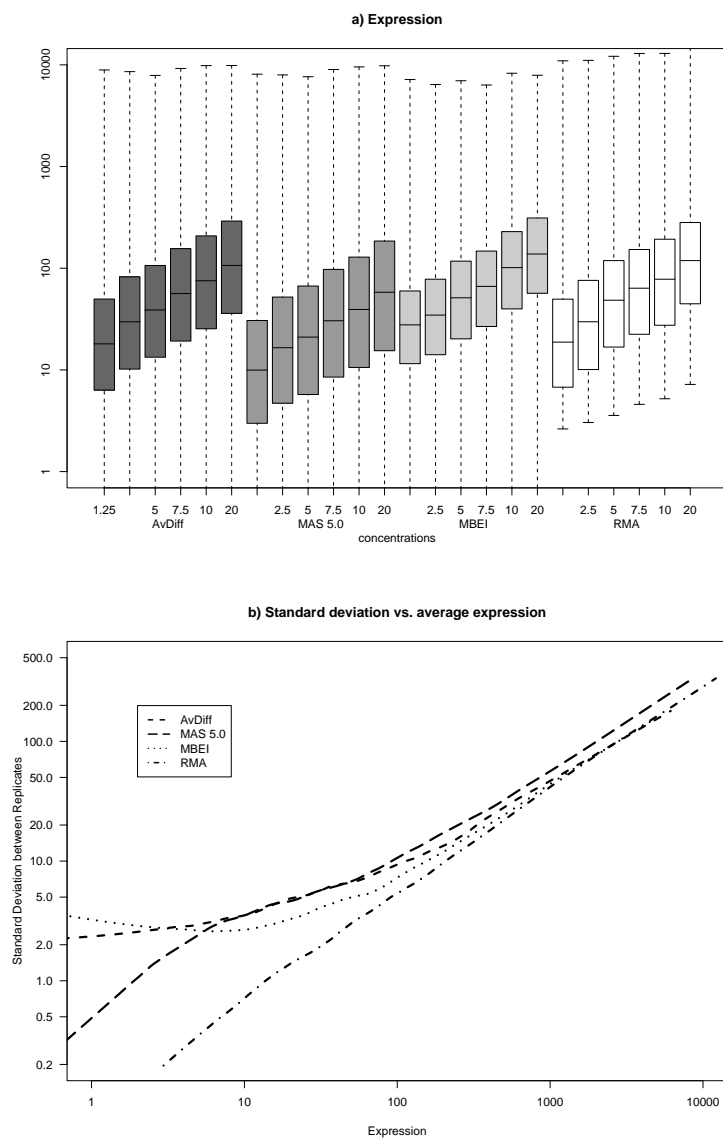 a) Expression
10000
1000
100
10
1
1.25 5 7.5 10 20 2.5 5 7.5 10 20 2.5 5 7.5 10 20 2.5 5 7.5 10 20
AvDiff MAS 5.0 MBEI RMA
concentrations
b) Standard deviation vs. average expression
Standard Deviation between Replicates
500.0
200.0
100.0
50.0
20.0
10.0
5.0
2.0
1.0
0.5
0.2
AvDiff
MAS 5.0
MBEI
RMA
1 10 100 1000 10000
Expression